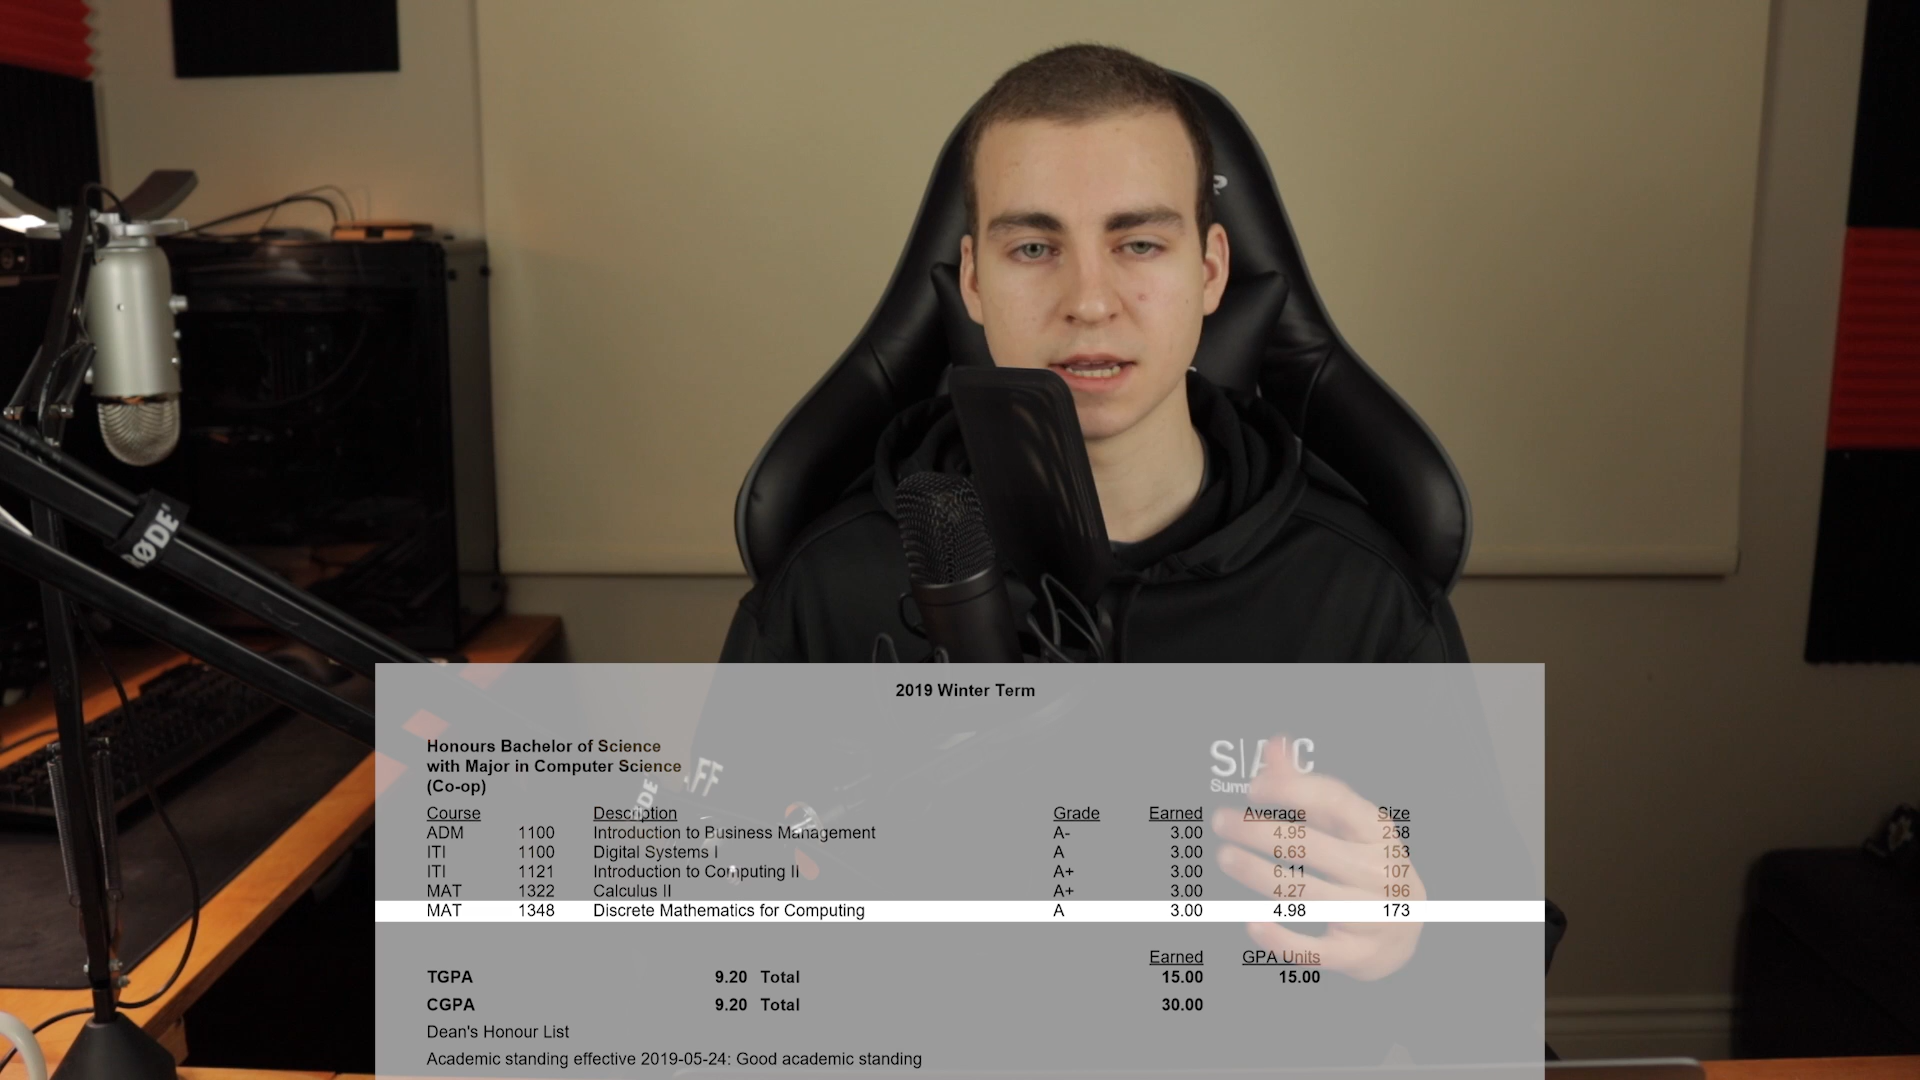 RØDE
2019 Winter Term
Honours Bachelor of Science
with Major in Computer Science
(Co-op)
S|A|C
Summ
FF
DE
Course Description Grade Earned Average Size
ADM 1100 Introduction to Business Management A- 3.00 4.95 258
ITI 1100 Digital Systems I A 3.00 6.63 153
ITI 1121 Introduction to Computing II A+ 3.00 6.11 107
MAT 1322 Calculus II A+ 3.00 4.27 196
MAT 1348 Discrete Mathematics for Computing A 3.00 4.98 173
Earned GPA Units
TGPA 9.20 Total 15.00 15.00
CGPA 9.20 Total 30.00
Dean's Honour List
Academic standing effective 2019-05-24: Good academic standing